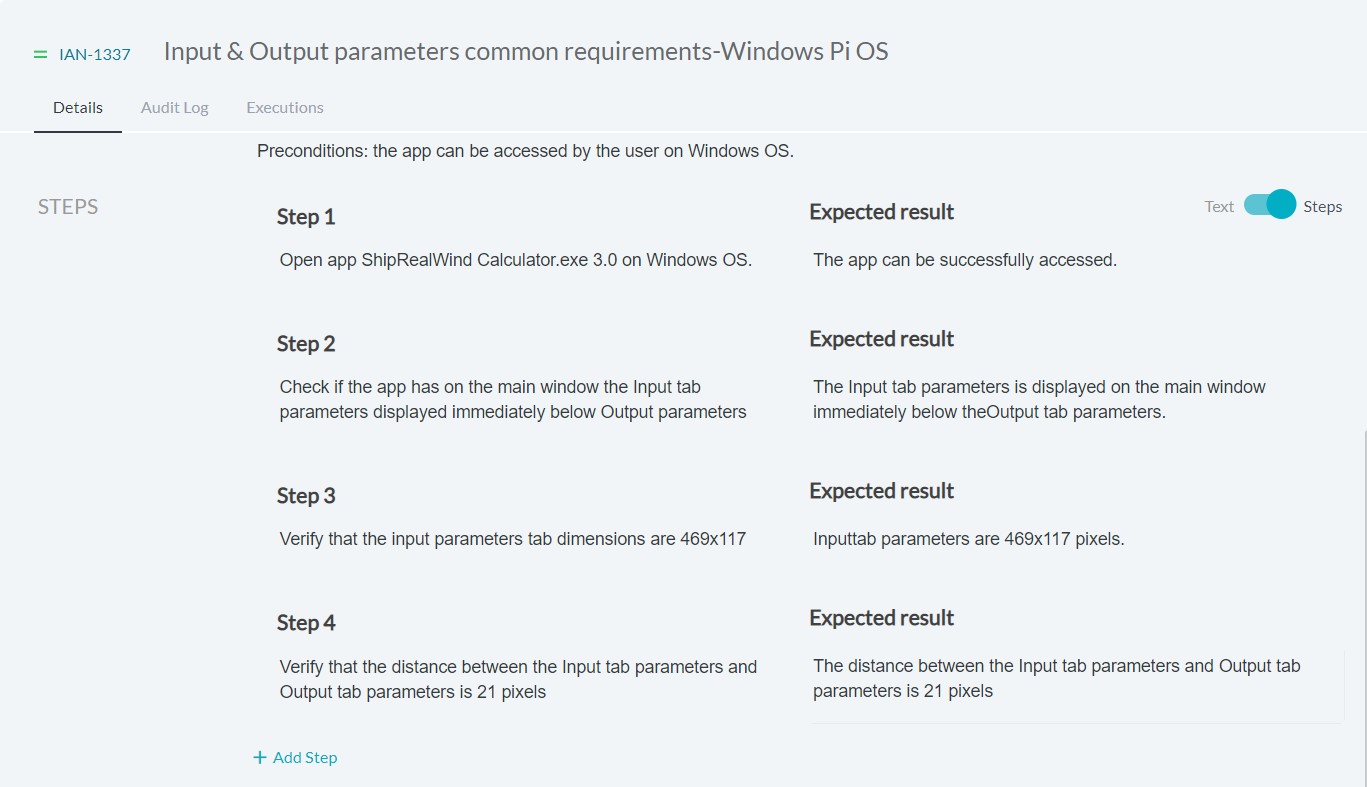 IAN-1337 Input & Output parameters common requirements-Windows Pi OS
Details Audit Log Executions
Preconditions: the app can be accessed by the user on Windows OS.
STEPS
Text Steps
Step 1
Expected result
Open app ShipRealWind Calculator.exe 3.0 on Windows OS.
The app can be successfully accessed.
Step 2
Expected result
Check if the app has on the main window the Input tab
parameters displayed immediately below Output parameters
The Input tab parameters is displayed on the main window
immediately below theOutput tab parameters.
Step 3
Expected result
Verify that the input parameters tab dimensions are 469x117
Inputtab parameters are 469x117 pixels.
Step 4
Expected result
Verify that the distance between the Input tab parameters and
Output tab parameters is 21 pixels
The distance between the Input tab parameters and Output tab
parameters is 21 pixels
+ Add Step